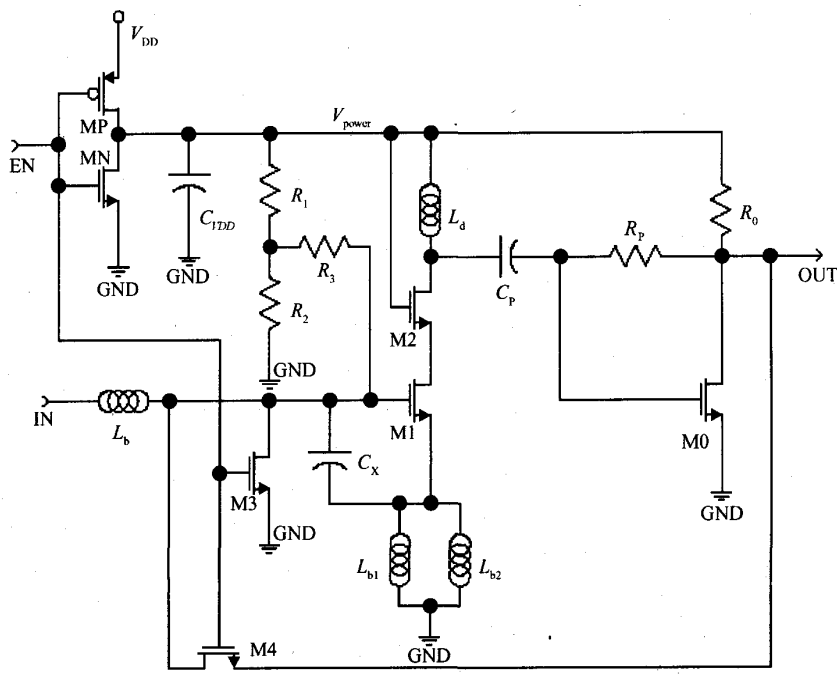 V_DD
MP
V_power
EN
MN
R_1
C_VDD
L_d
R_P
R_0
R_3
OUT
GND
GND
C_P
R_2
M2
GND
IN
L_b
M1
M0
C_X
M3
GND
GND
L_b1
L_b2
M4
GND